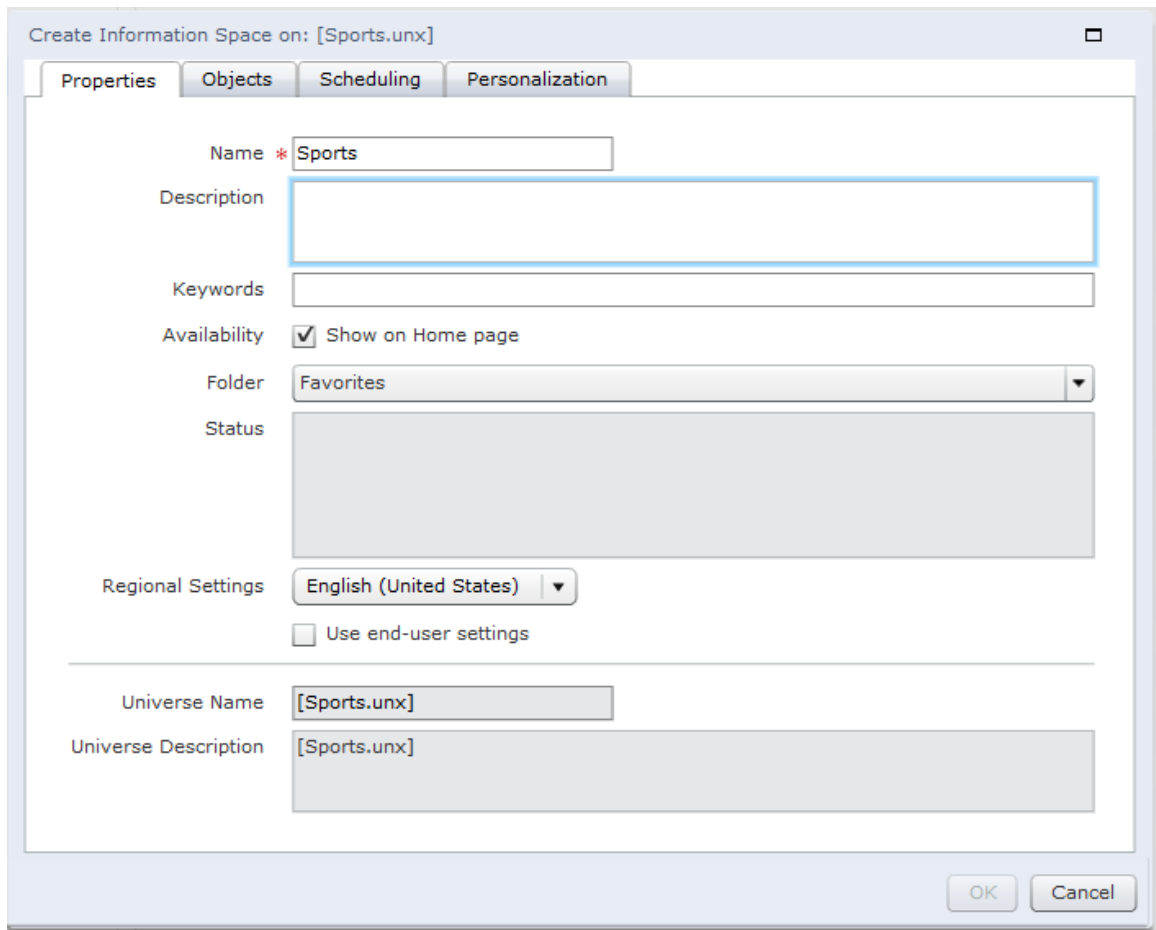 Create Information Space on: [Sports.unx]
Properties Objects Scheduling Personalization
Name * Sports
Description
Keywords
Availability Show on Home page
Folder Favorites
Status
Regional Settings English (United States)
Use end-user settings
Universe Name [Sports.unx]
Universe Description [Sports.unx]
OK Cancel